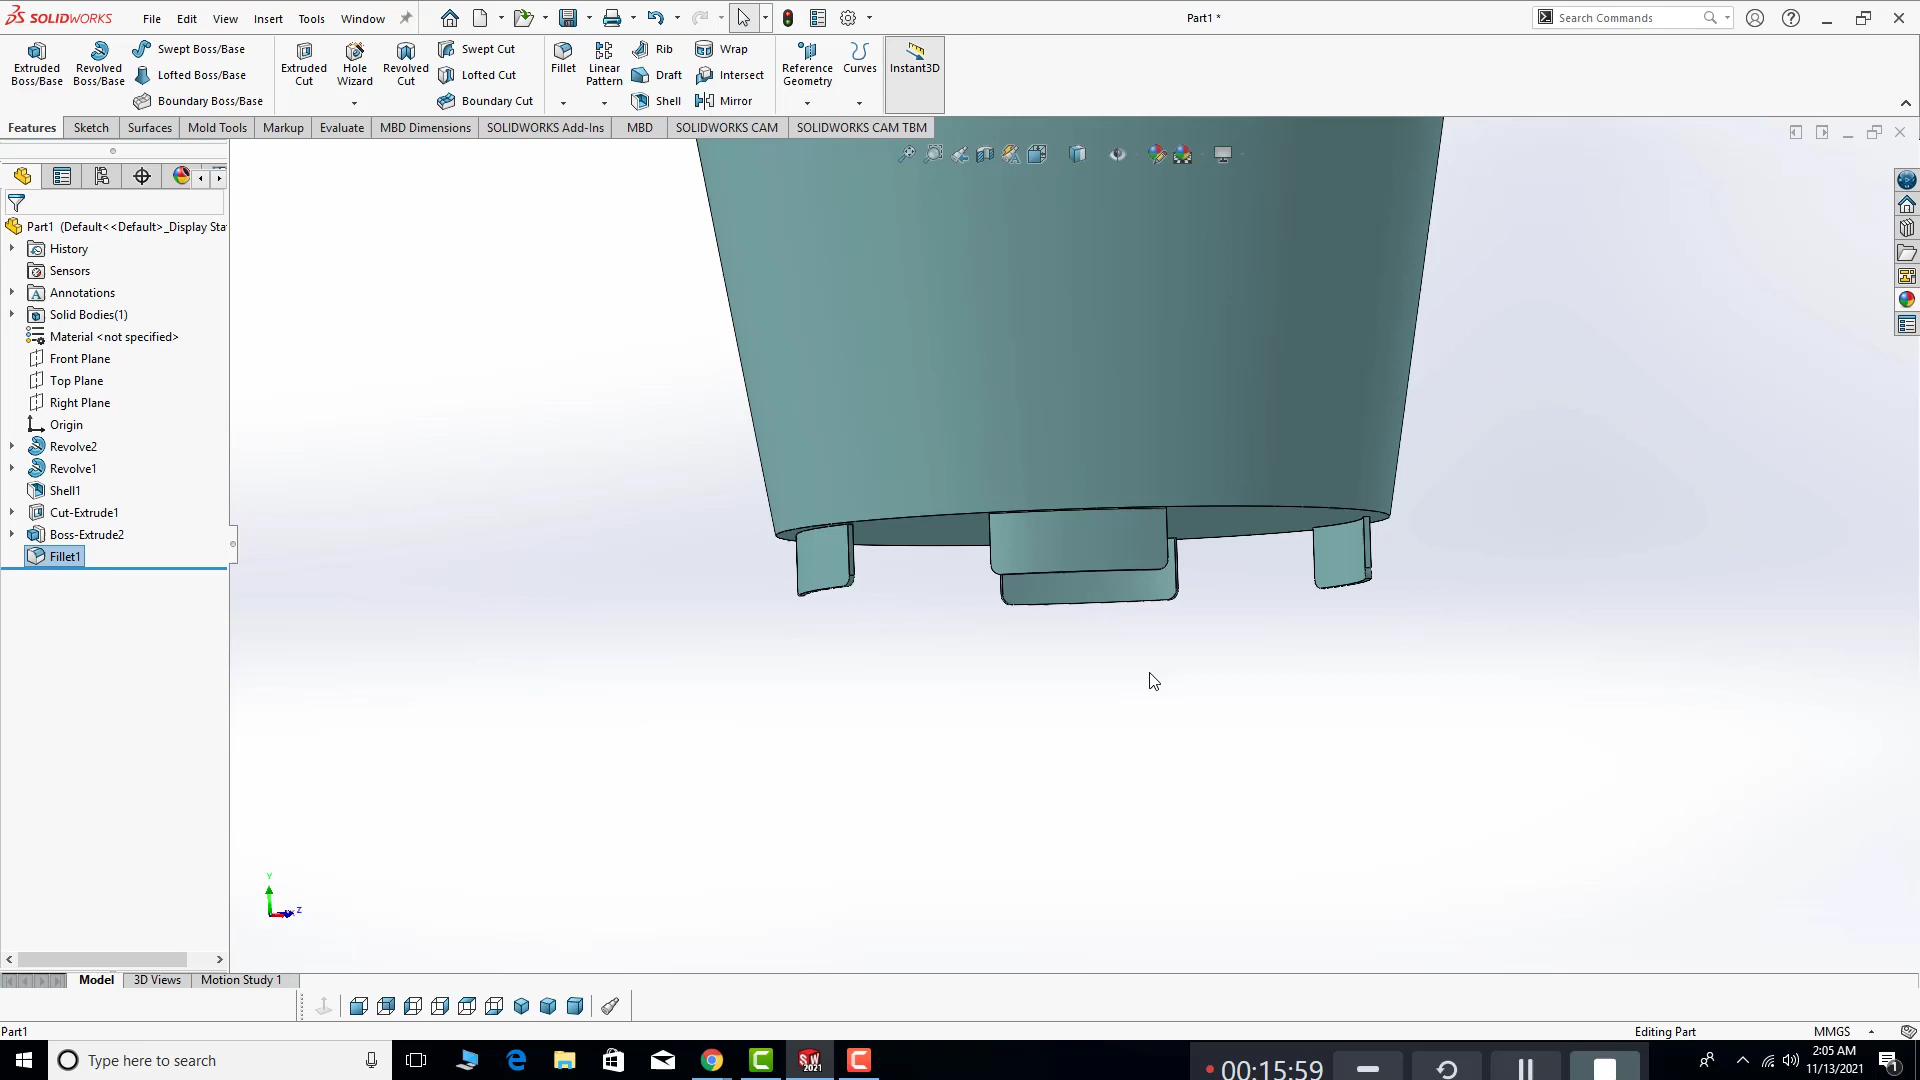 SOLIDWORKS File Edit View Insert Tools Window Part1 * Search Commands
Extruded Boss/Base Revolved Boss/Base Swept Boss/Base Lofted Boss/Base Boundary Boss/Base
Extruded Cut Hole Wizard Revolved Cut Swept Cut Lofted Cut Boundary Cut
Fillet Linear Pattern Rib Draft Shell Wrap Intersect Mirror
Reference Geometry Curves Instant3D
Features Sketch Surfaces Mold Tools Markup Evaluate MBD Dimensions SOLIDWORKS Add-Ins MBD SOLIDWORKS CAM SOLIDWORKS CAM TBM
Part1 (Default<<Default>_Display Sta
History
Sensors
Annotations
Solid Bodies(1)
Material <not specified>
Front Plane
Top Plane
Right Plane
Origin
Revolve2
Revolve1
Shell1
Cut-Extrude1
Boss-Extrude2
Fillet1
Y
Z
Model 3D Views Motion Study 1
Part1 Editing Part MMGS
Type here to search
SW 2021
00:15:59
2:05 AM
11/13/2021
1